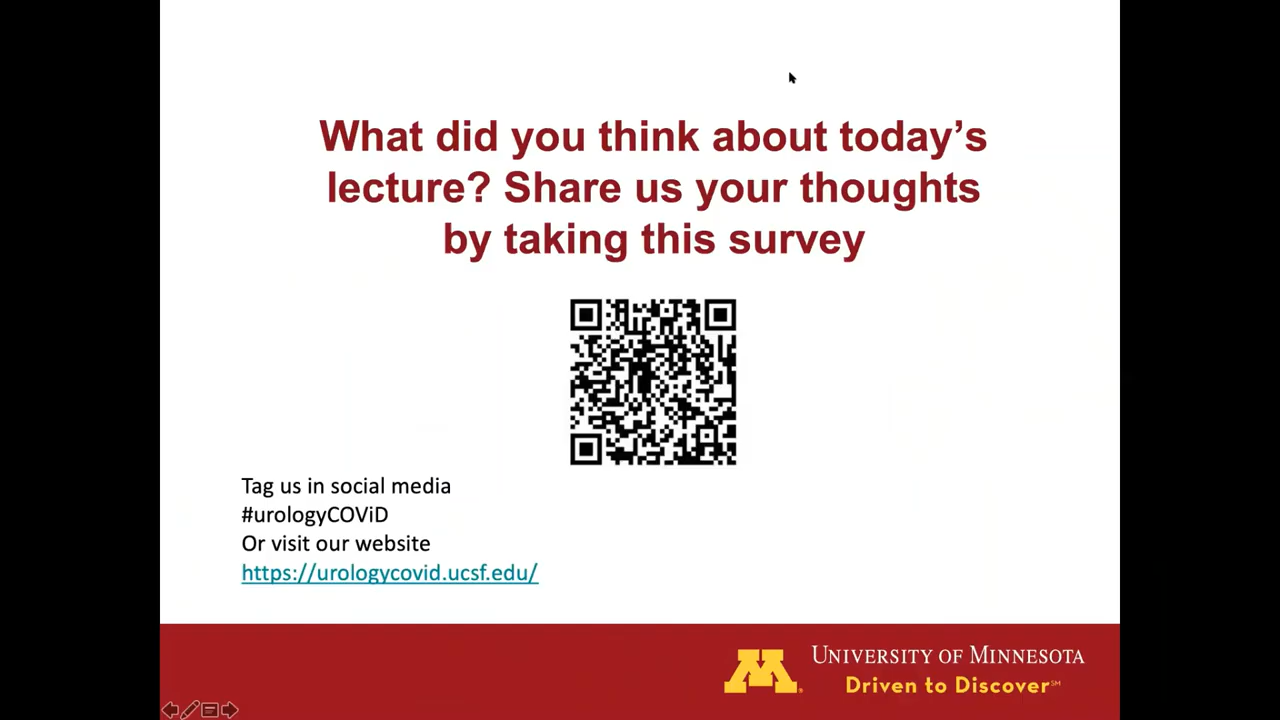 What did you think about today’s
lecture? Share us your thoughts
by taking this survey
Tag us in social media
#urologyCOViD
Or visit our website
https://urologycovid.ucsf.edu/
M
UNIVERSITY OF MINNESOTA
Driven to Discover℠